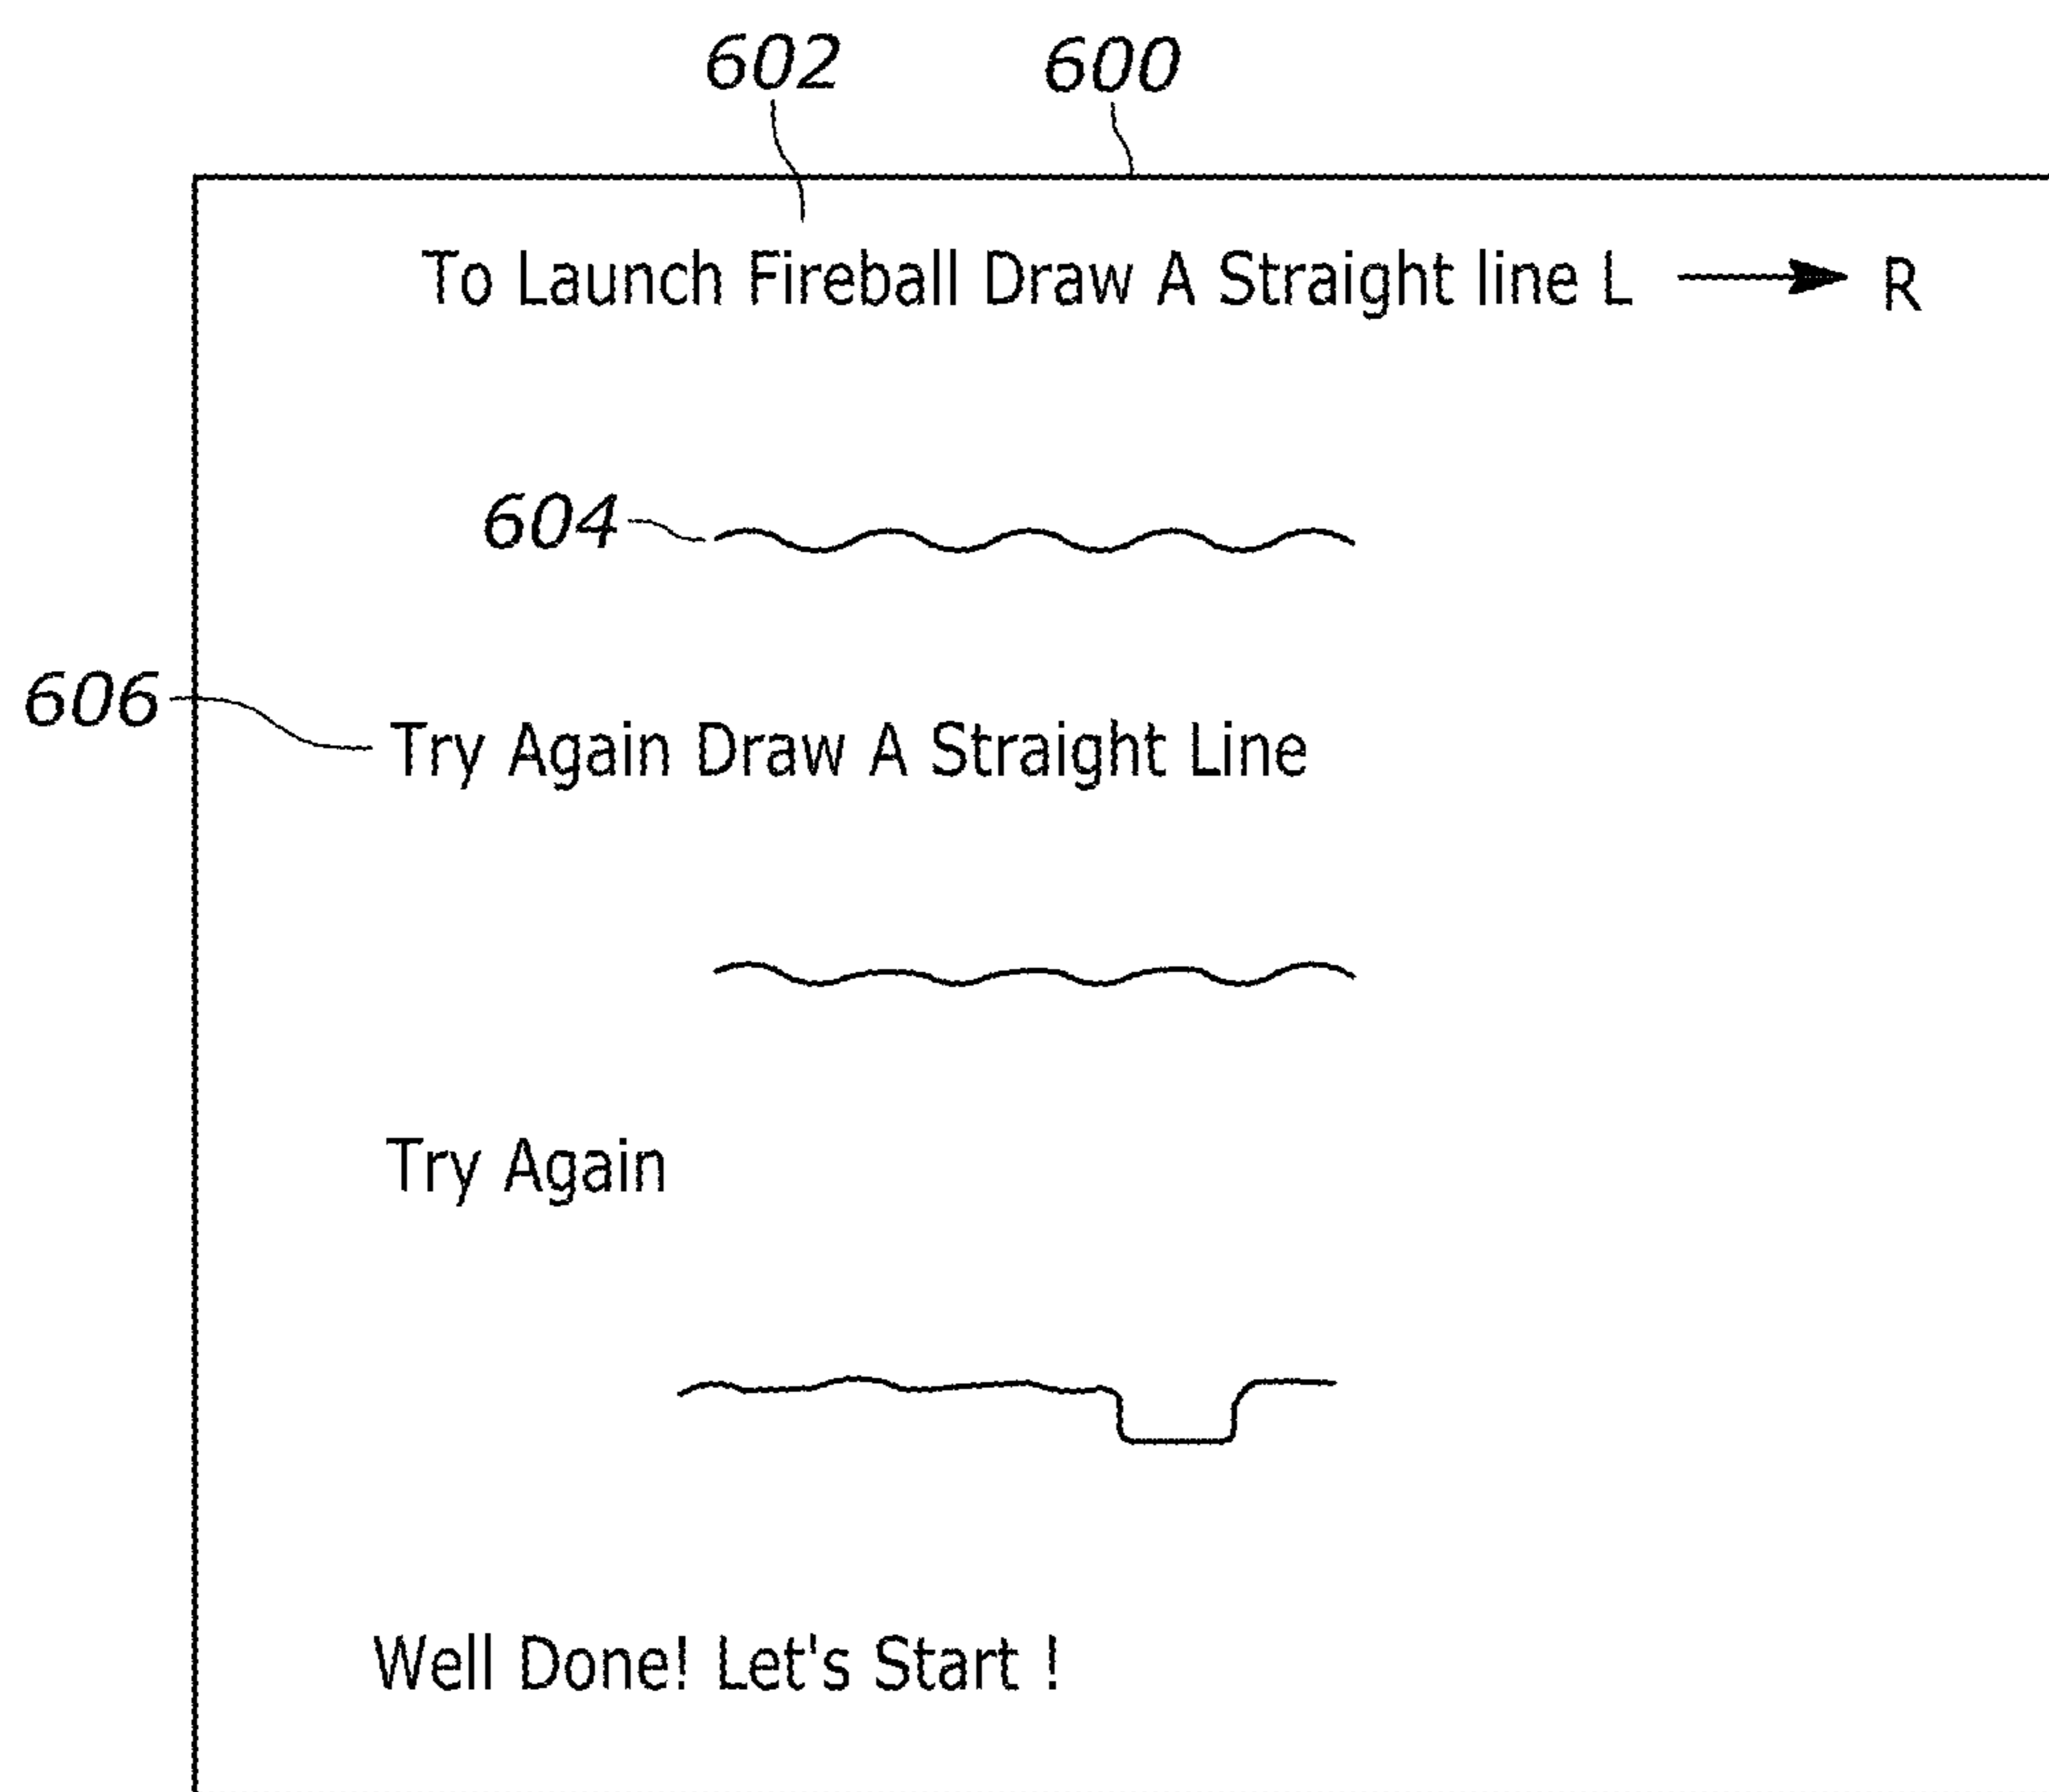 602 600
To Launch Fireball Draw A Straight line L R
604
606
Try Again Draw A Straight Line
Try Again
Well Done! Let's Start !